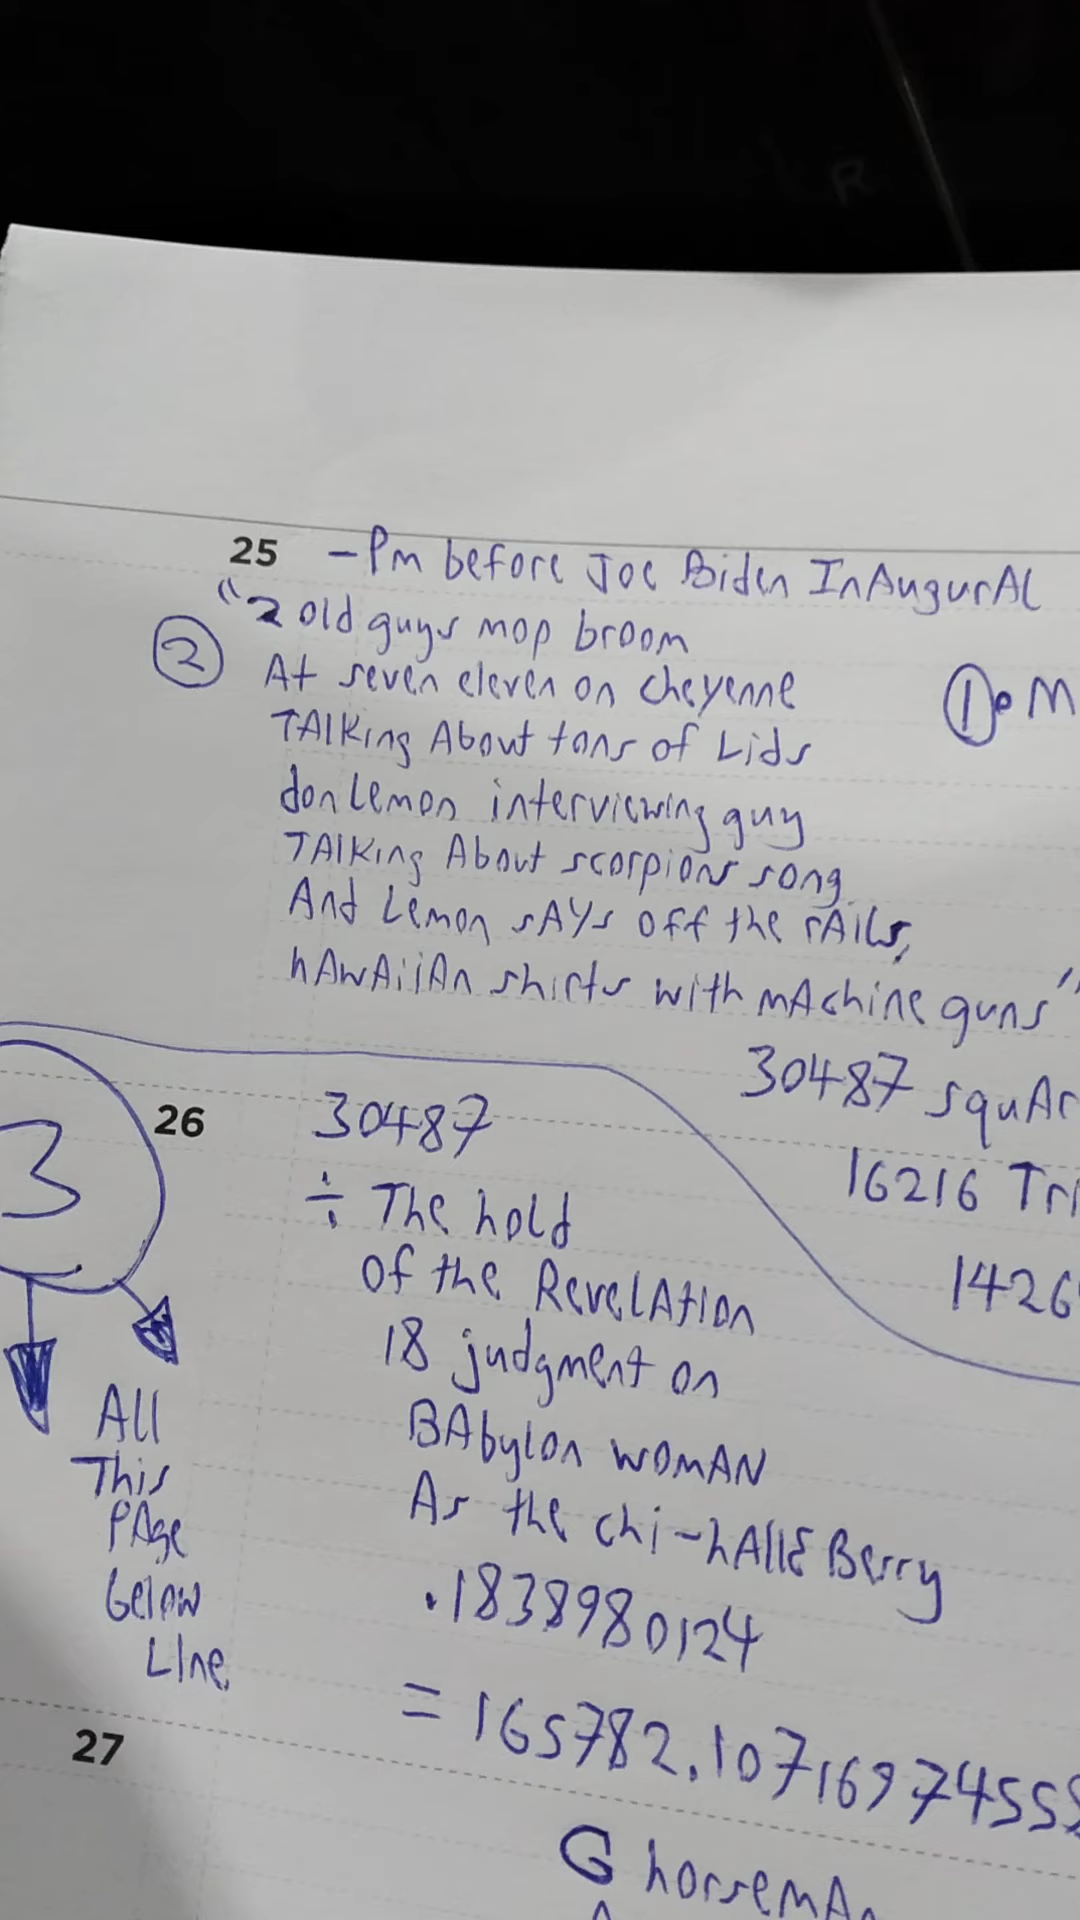 25 -Pm before Joe Biden InAugurAl
"2 old guys mop broom
2 At seven eleven on cheyenne
TAlking About tons of Lids
don Lemon interviewing guy
TAlking About scorpions song
And Lemon sAys off the rAils,
hAwAiiAn shirts with mAchine guns"
1 • M
30487 squAr
16216 Tri
1426
3
26 30487
÷ The hold
of the RevelAtion
18 judgment on
BAbylon womAN
As the chi-hAllE Berry
.1838980124
= 165782.10716974555
All
This
PAge
below
LIne
27
G horsemAn